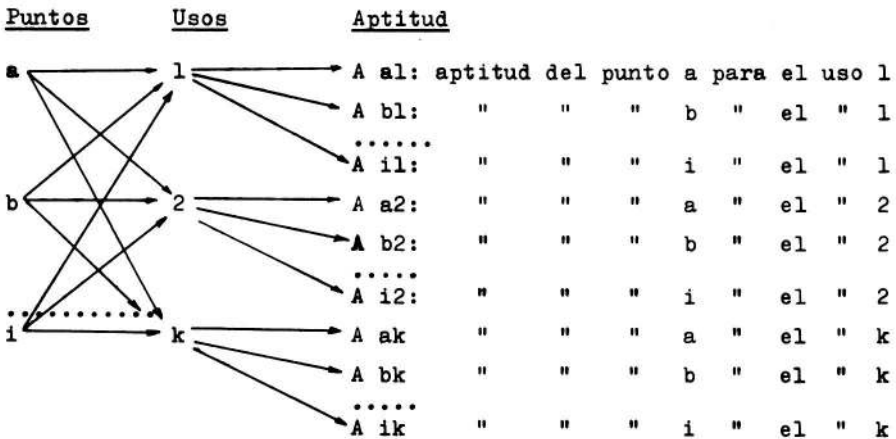 Puntos Usos Aptitud
a 1 A a1: aptitud del punto a para el uso 1
A b1: " " " b " el " 1
......
A i1: " " " i " el " 1
b 2 A a2: " " " a " el " 2
A b2: " " " b " el " 2
.....
A i2: " " " i " el " 2
............
i k A ak " " " a " el " k
A bk " " " b " el " k
.....
A ik " " " i " el " k